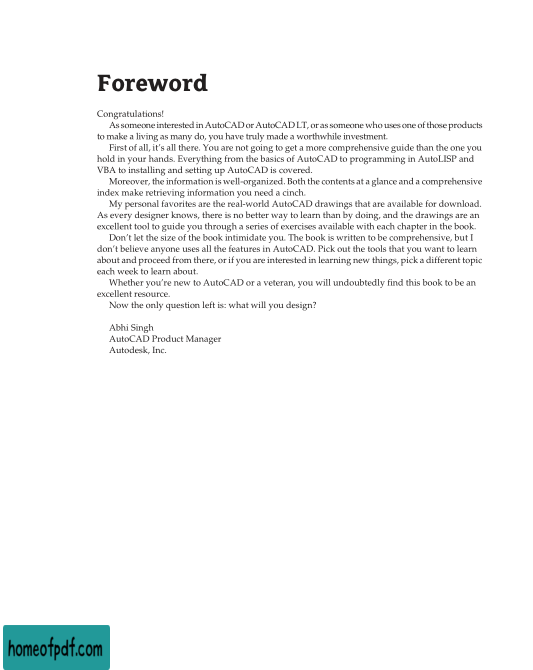 Foreword
Congratulations!
As someone interested in AutoCAD or AutoCAD LT, or as someone who uses one of those products
to make a living as many do, you have truly made a worthwhile investment.
First of all, it's all there. You are not going to get a more comprehensive guide than the one you
hold in your hands. Everything from the basics of AutoCAD to programming in AutoLISP and
VBA to installing and setting up AutoCAD is covered.
Moreover, the information is well-organized. Both the contents at a glance and a comprehensive
index make retrieving information you need a cinch.
My personal favorites are the real-world AutoCAD drawings that are available for download.
As every designer knows, there is no better way to learn than by doing, and the drawings are an
excellent tool to guide you through a series of exercises available with each chapter in the book.
Don't let the size of the book intimidate you. The book is written to be comprehensive, but I
don't believe anyone uses all the features in AutoCAD. Pick out the tools that you want to learn
about and proceed from there, or if you are interested in learning new things, pick a different topic
each week to learn about.
Whether you're new to AutoCAD or a veteran, you will undoubtedly find this book to be an
excellent resource.
Now the only question left is: what will you design?
Abhi Singh
AutoCAD Product Manager
Autodesk, Inc.
homeofpdf.com